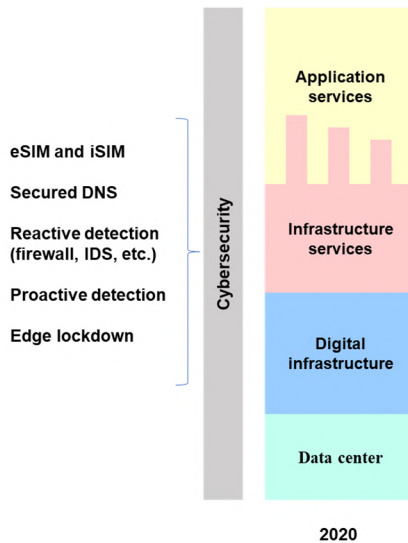 eSIM and iSIM
Secured DNS
Reactive detection
(firewall, IDS, etc.)
Proactive detection
Edge lockdown
Cybersecurity
Application
services
Infrastructure
services
Digital
infrastructure
Data center
2020